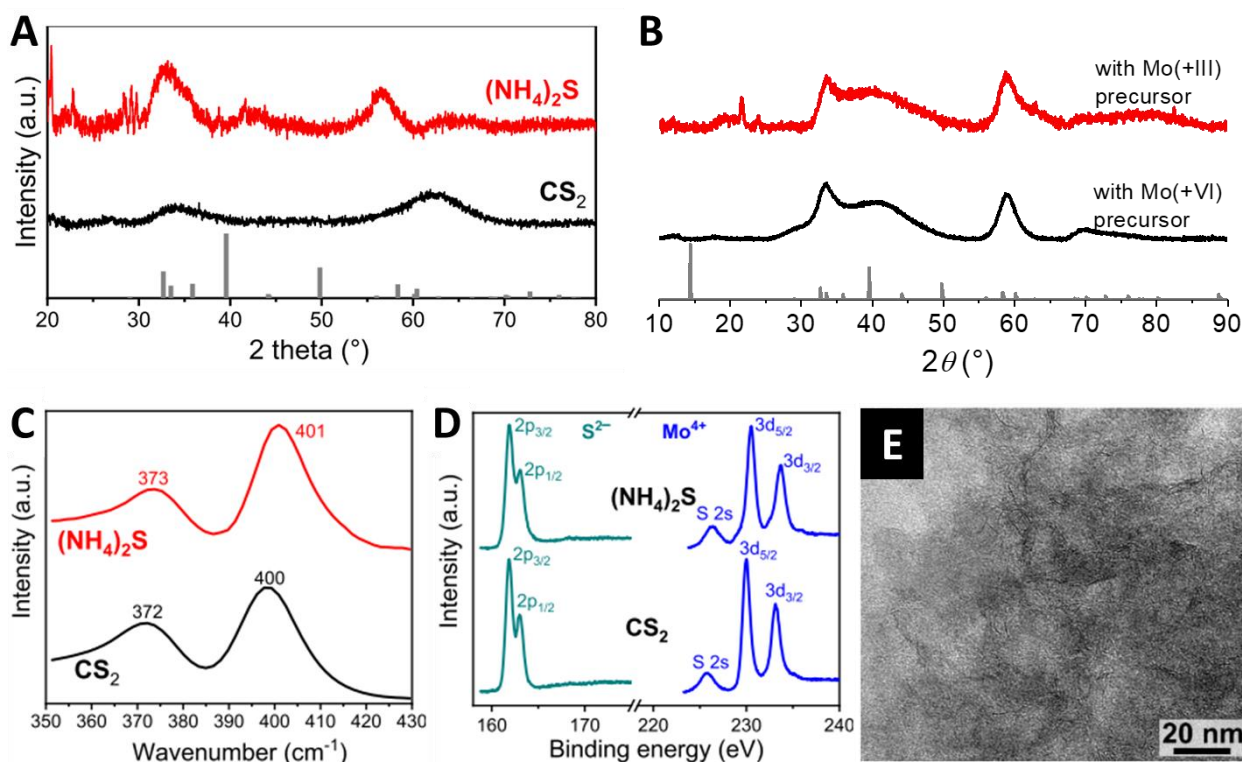 A
Intensity (a.u.)
(NH₄)₂S
CS₂
20 30 40 50 60 70 80
2 theta (°)
B
with Mo(+III)
precursor
with Mo(+VI)
precursor
10 20 30 40 50 60 70 80 90
2θ (°)
C
Intensity (a.u.)
373
401
(NH₄)₂S
372
400
CS₂
350 360 370 380 390 400 410 420 430
Wavenumber (cm⁻¹)
D
Intensity (a.u.)
2p₃/₂
S²⁻
Mo⁴⁺
3d₅/₂
2p₁/₂
3d₃/₂
(NH₄)₂S
S 2s
2p₃/₂
3d₅/₂
2p₁/₂
3d₃/₂
CS₂
S 2s
160 170 220 230 240
Binding energy (eV)
E
20 nm